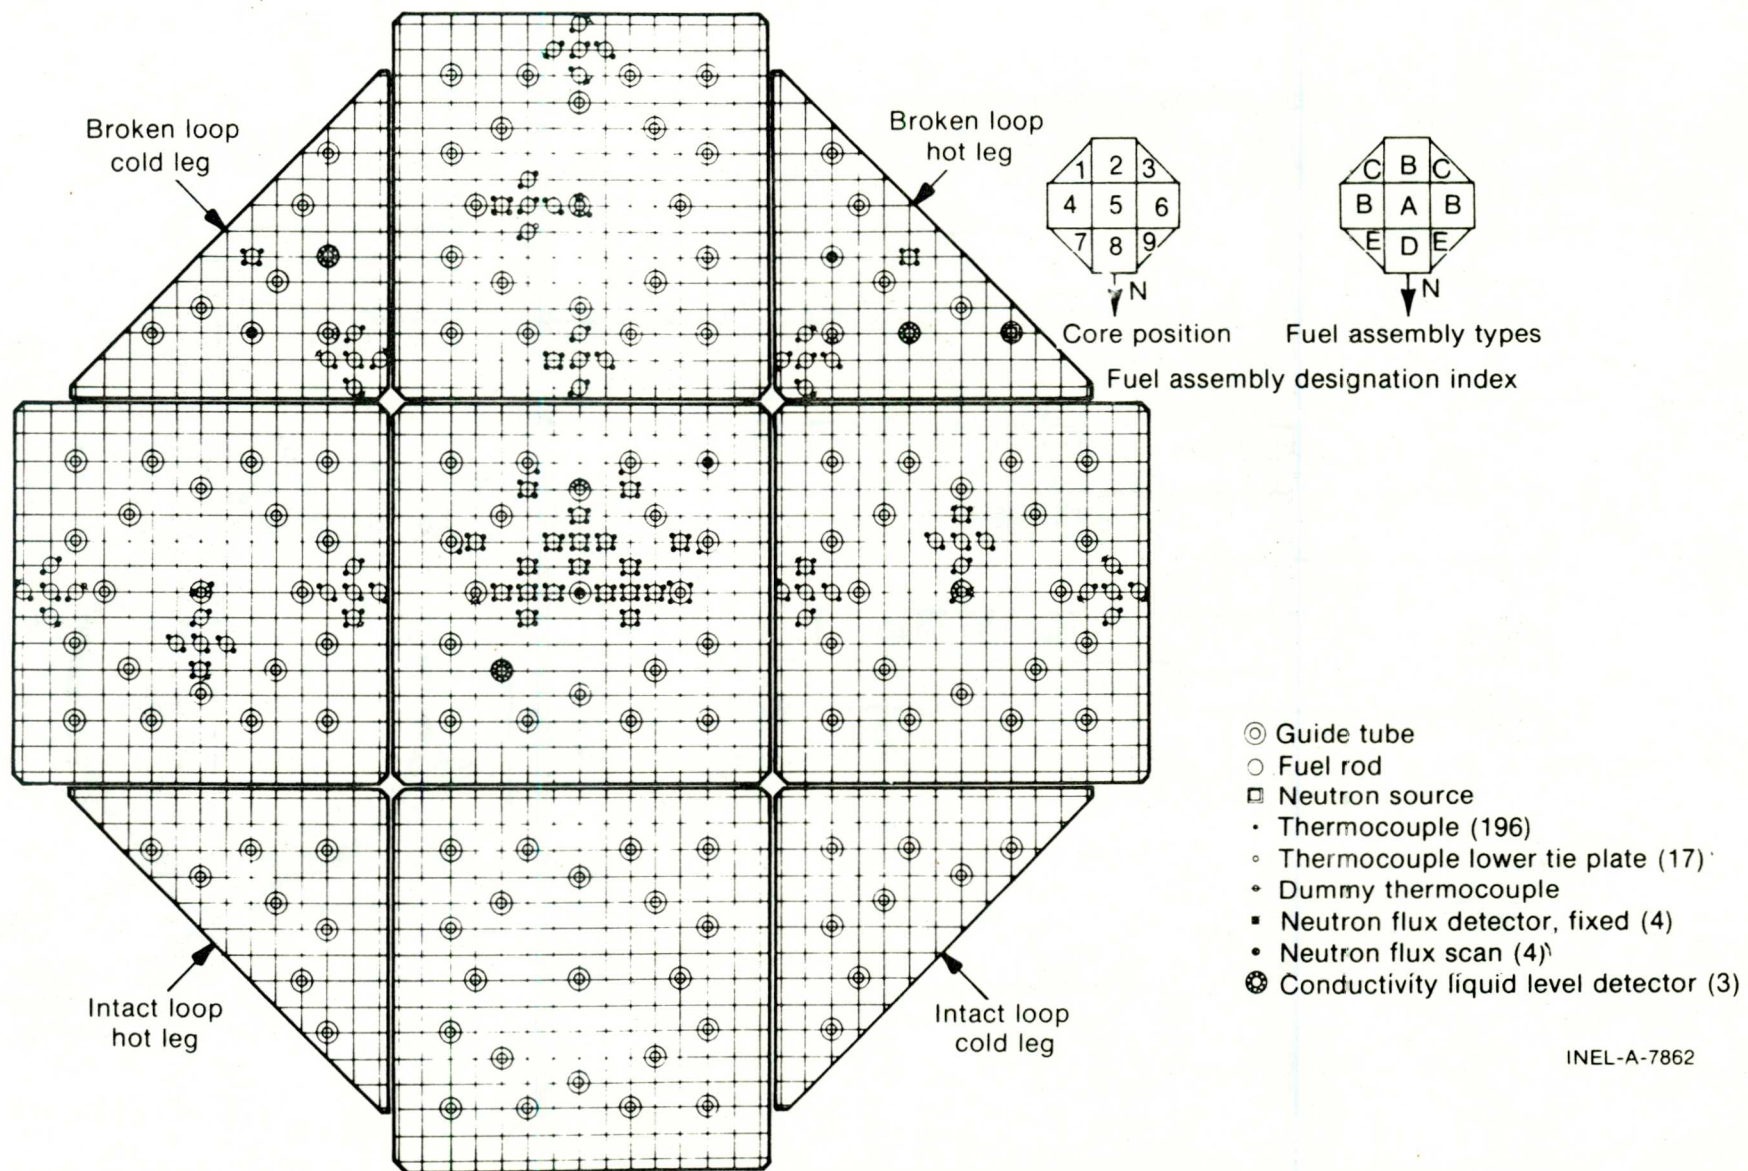 Broken loop
cold leg
Broken loop
hot leg
1 2 3
4 5 6
7 8 9
N
Core position
C B C
B A B
E D E
N
Fuel assembly types
Fuel assembly designation index
Guide tube
Fuel rod
Neutron source
Thermocouple (196)
Thermocouple lower tie plate (17)
Dummy thermocouple
Neutron flux detector, fixed (4)
Neutron flux scan (4)
Conductivity liquid level detector (3)
Intact loop
hot leg
Intact loop
cold leg
INEL-A-7862